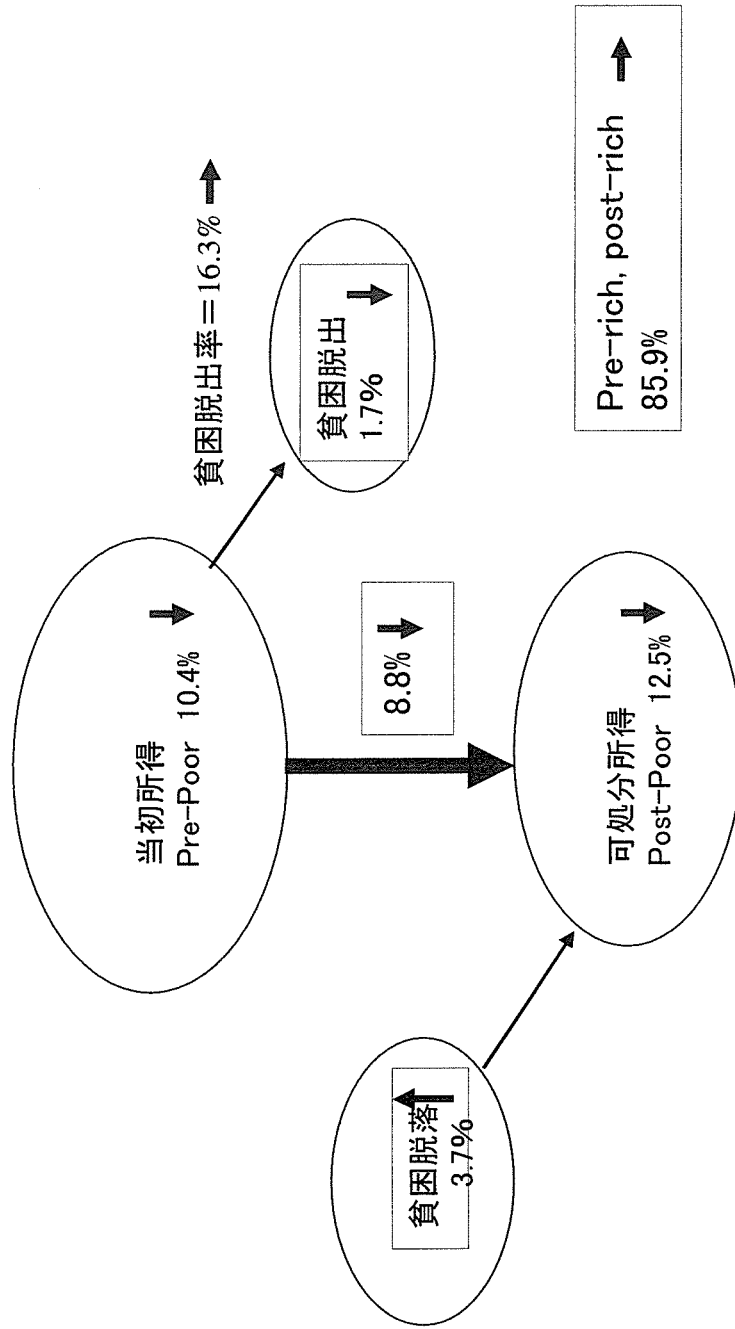 当初所得
Pre-Poor 10.4%
貧困脱出率=16.3%
貧困脱出
1.7%
8.8%
貧困脱落
3.7%
可処分所得
Post-Poor 12.5%
Pre-rich, post-rich
85.9%